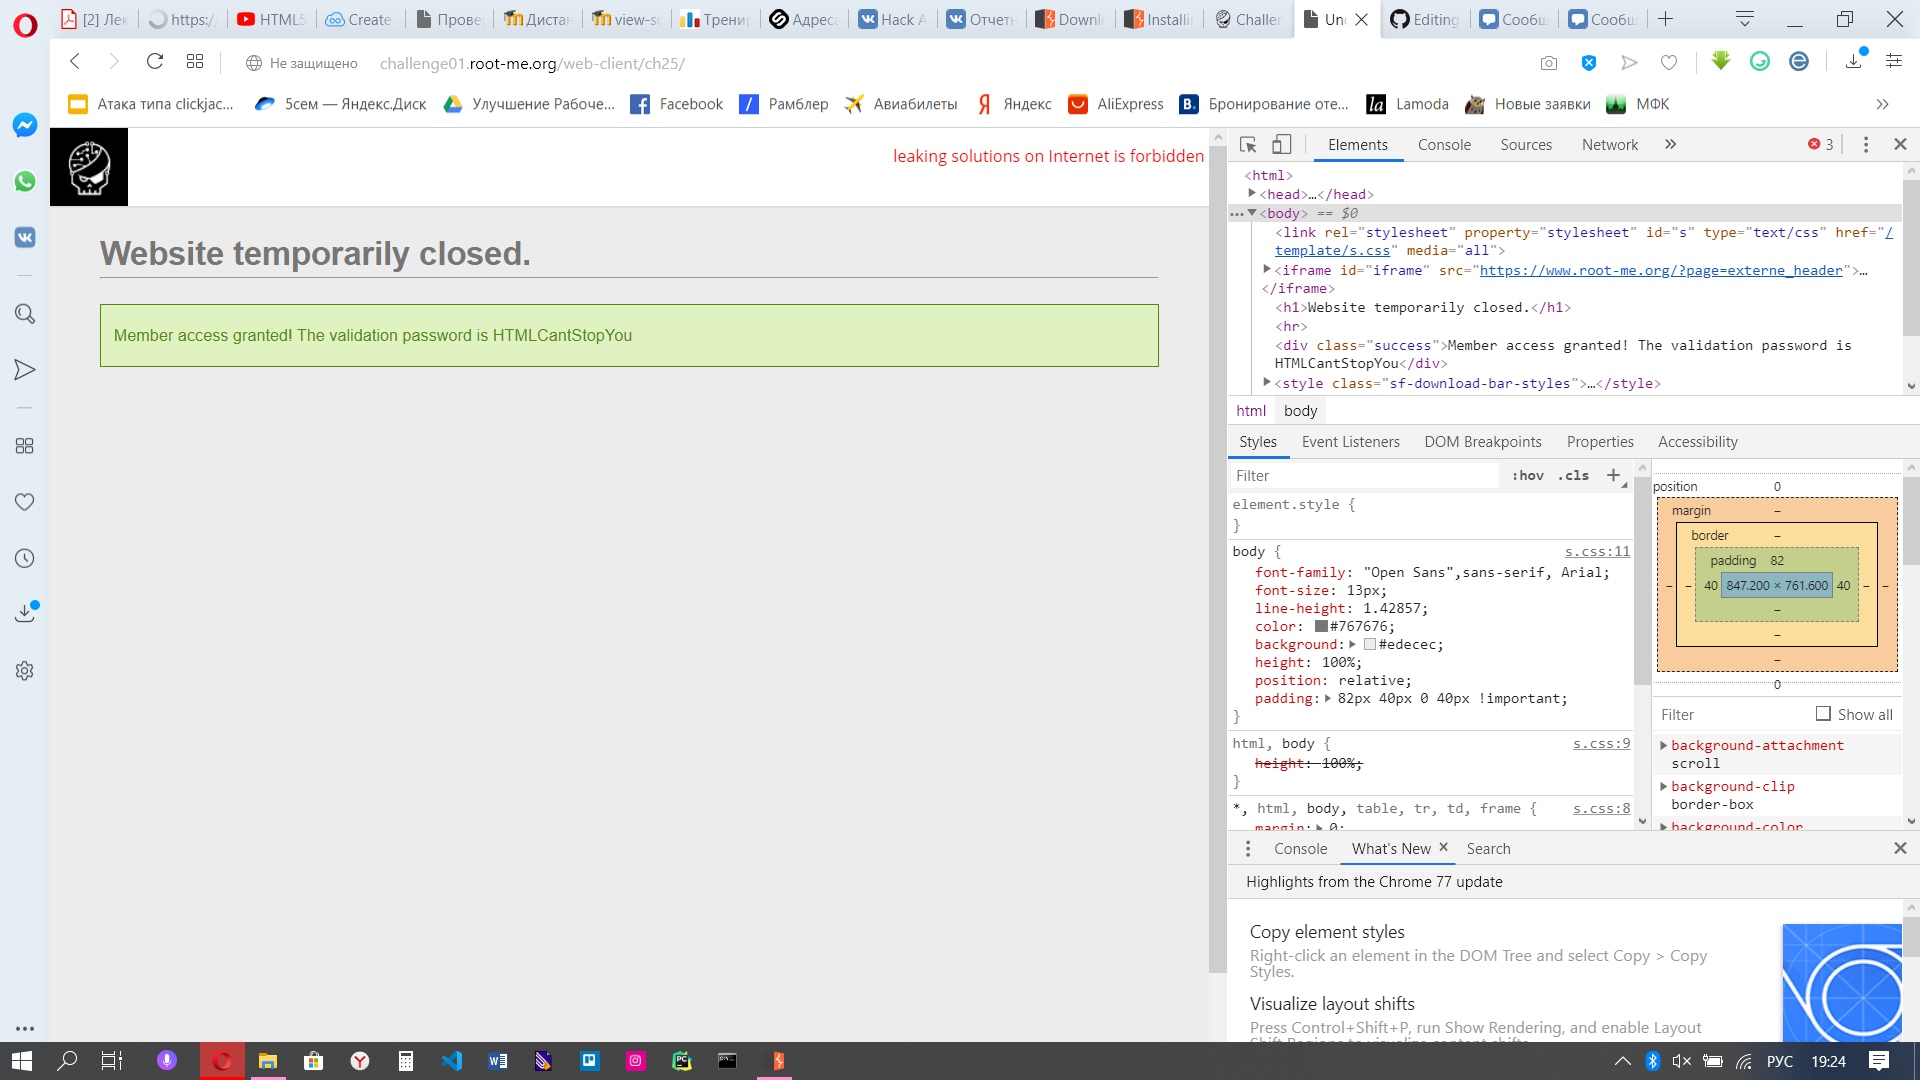 [2] Лек
https:/
HTML5
Create
Прове
Дистан
view-so
Тренир
Адреса
Hack A
Отчетн
Downlo
Installin
Challen
Un
Editing
Сообщ
Сообщ
Не защищено challenge01.root-me.org/web-client/ch25/
Атака типа clickjac...
5сем — Яндекс.Диск
Улучшение Рабоче...
Facebook
Рамблер
Авиабилеты
Яндекс
AliExpress
Бронирование оте...
Lamoda
Новые заявки
МФК
leaking solutions on Internet is forbidden
Website temporarily closed.
Member access granted! The validation password is HTMLCantStopYou
Elements Console Sources Network » 3
<html>
<head>…</head>
<body> == $0
<link rel="stylesheet" property="stylesheet" id="s" type="text/css" href="/
template/s.css" media="all">
<iframe id="iframe" src="https://www.root-me.org/?page=externe_header">…
</iframe>
<h1>Website temporarily closed.</h1>
<hr>
<div class="success">Member access granted! The validation password is
HTMLCantStopYou</div>
<style class="sf-download-bar-styles">…</style>
html body
Styles Event Listeners DOM Breakpoints Properties Accessibility
Filter :hov .cls +
element.style {
}
body { s.css:11
font-family: "Open Sans",sans-serif, Arial;
font-size: 13px;
line-height: 1.42857;
color: #767676;
background: #edecec;
height: 100%;
position: relative;
padding: 82px 40px 0 40px !important;
}
html, body { s.css:9
height: 100%;
}
*, html, body, table, tr, td, frame { s.css:8
margin: 0;
position 0
margin –
border –
padding 82
– – 40 847.200 × 761.600 40 – –
–
–
–
0
Filter Show all
background-attachment
scroll
background-clip
border-box
background-color
Console What's New × Search
Highlights from the Chrome 77 update
Copy element styles
Right-click an element in the DOM Tree and select Copy > Copy
Styles.
Visualize layout shifts
Press Control+Shift+P, run Show Rendering, and enable Layout
Shift Regions to visualize content shifts.
РУС 19:24